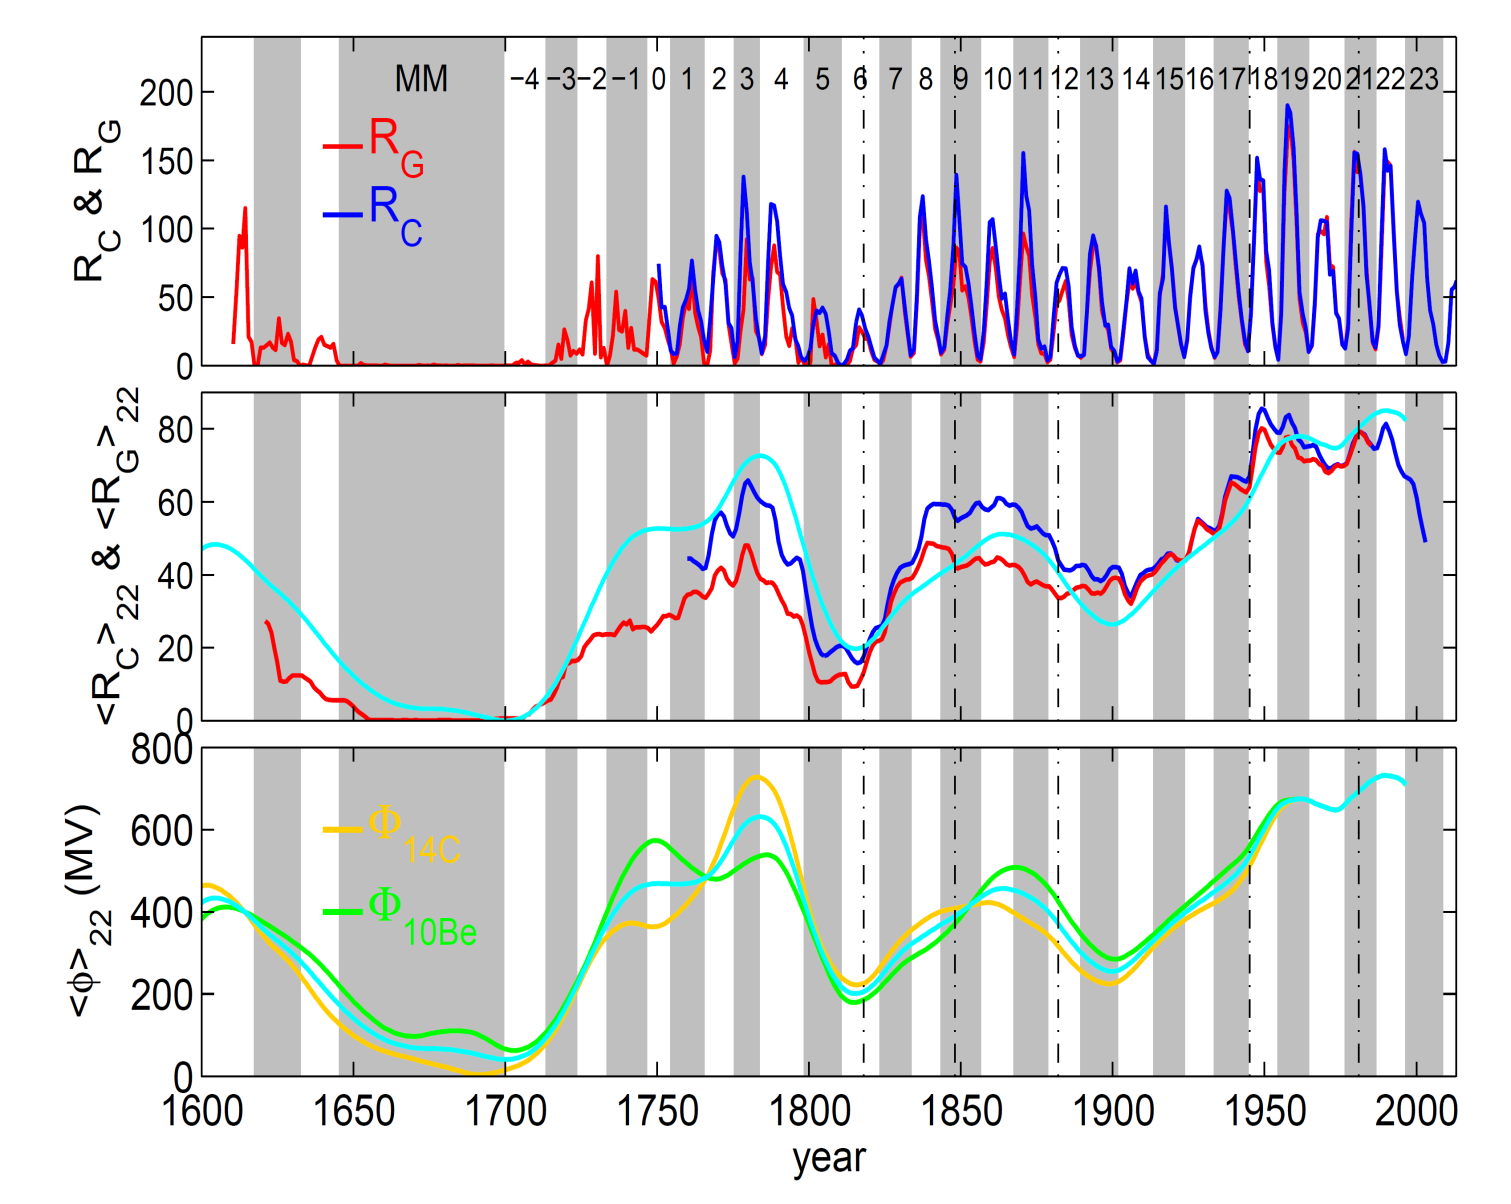 MM −4 −3 −2 −1 0 1 2 3 4 5 6 7 8 9 10 11 12 13 14 15 16 17 18 19 20 21 22 23
200
150
100
50
0
R_C & R_G
R_G
R_C
80
60
40
20
0
<R_C>_22 & <R_G>_22
800
600
400
200
0
<ϕ>_22 (MV)
Φ_14C
Φ_10Be
1600 1650 1700 1750 1800 1850 1900 1950 2000
year